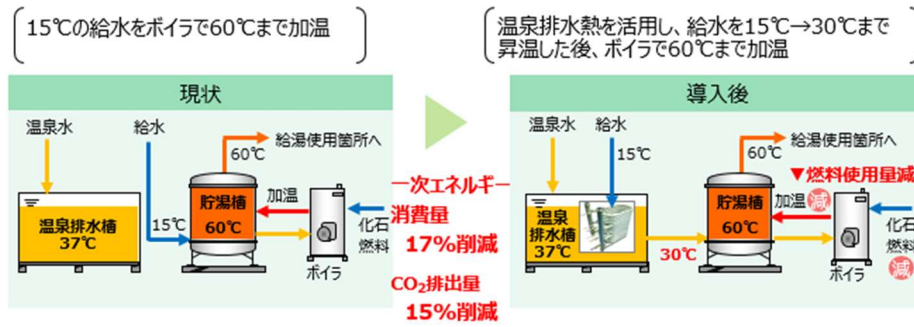 15℃の給水をボイラで60℃まで加温
温泉排水熱を活用し、給水を15℃→30℃まで
昇温した後、ボイラで60℃まで加温
現状
温泉水
給水
60℃
給湯使用箇所へ
温泉排水槽
37℃
15℃
貯湯槽
60℃
加温
化石
燃料
ボイラ
一次エネルギー
消費量
17%削減
CO₂排出量
15%削減
導入後
温泉水
給水
15℃
60℃
給湯使用箇所へ
▼燃料使用量減
温泉
排水槽
37℃
30℃
貯湯槽
60℃
加温
減
化石
燃料
減
ボイラ